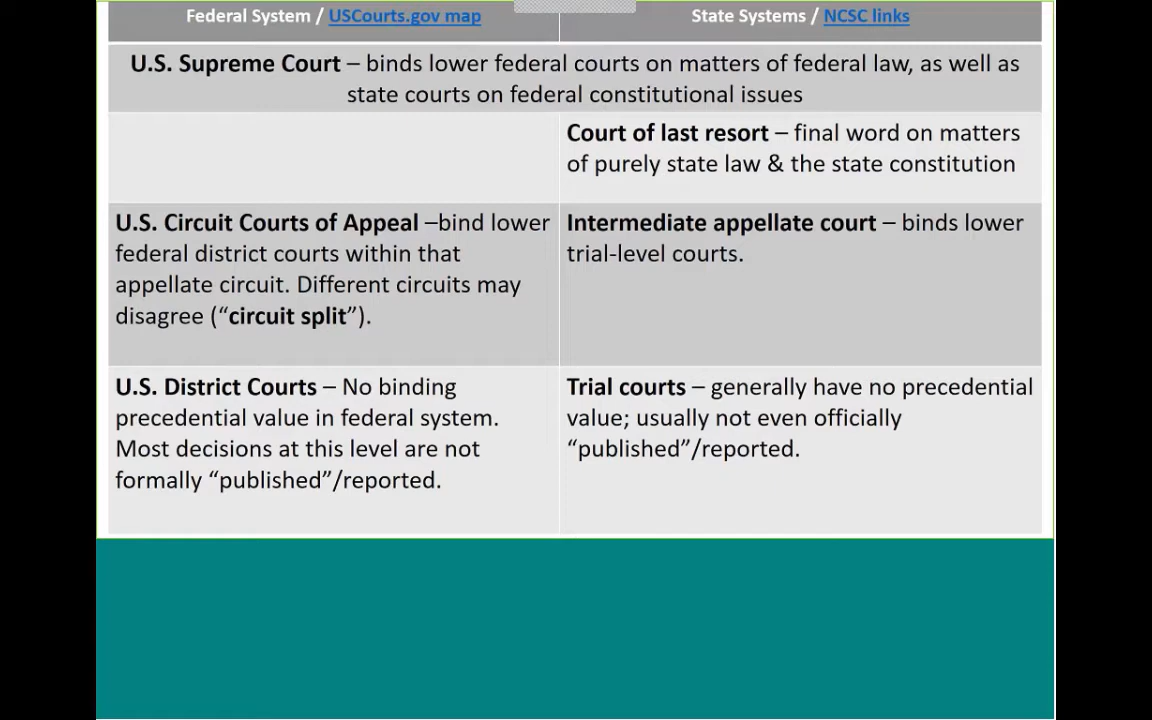 Federal System / USCourts.gov map
State Systems / NCSC links
U.S. Supreme Court – binds lower federal courts on matters of federal law, as well as
state courts on federal constitutional issues
Court of last resort – final word on matters
of purely state law & the state constitution
U.S. Circuit Courts of Appeal –bind lower
federal district courts within that
appellate circuit. Different circuits may
disagree (“circuit split”).
Intermediate appellate court – binds lower
trial-level courts.
U.S. District Courts – No binding
precedential value in federal system.
Most decisions at this level are not
formally “published”/reported.
Trial courts – generally have no precedential
value; usually not even officially
“published”/reported.